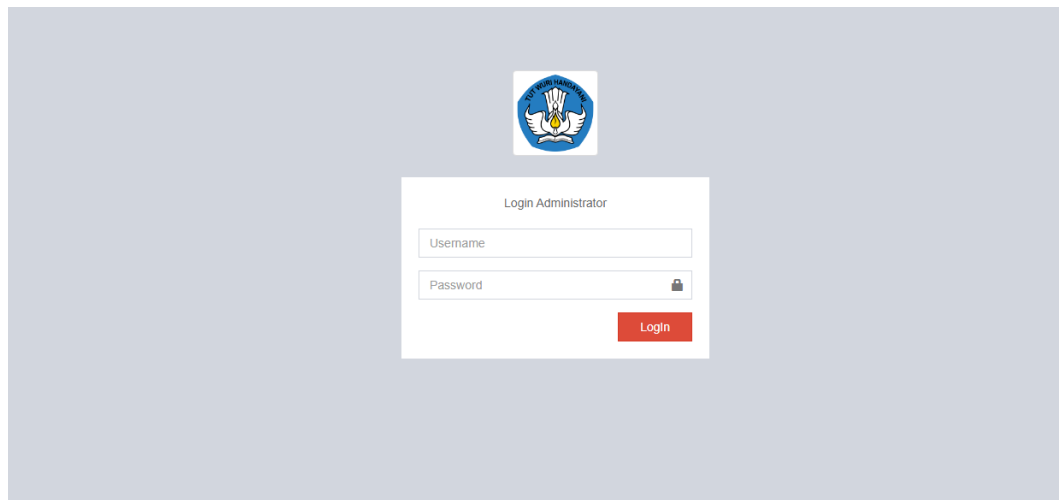 TUT WURI HANDAYANI
Login Administrator
Username
Password
LogIn